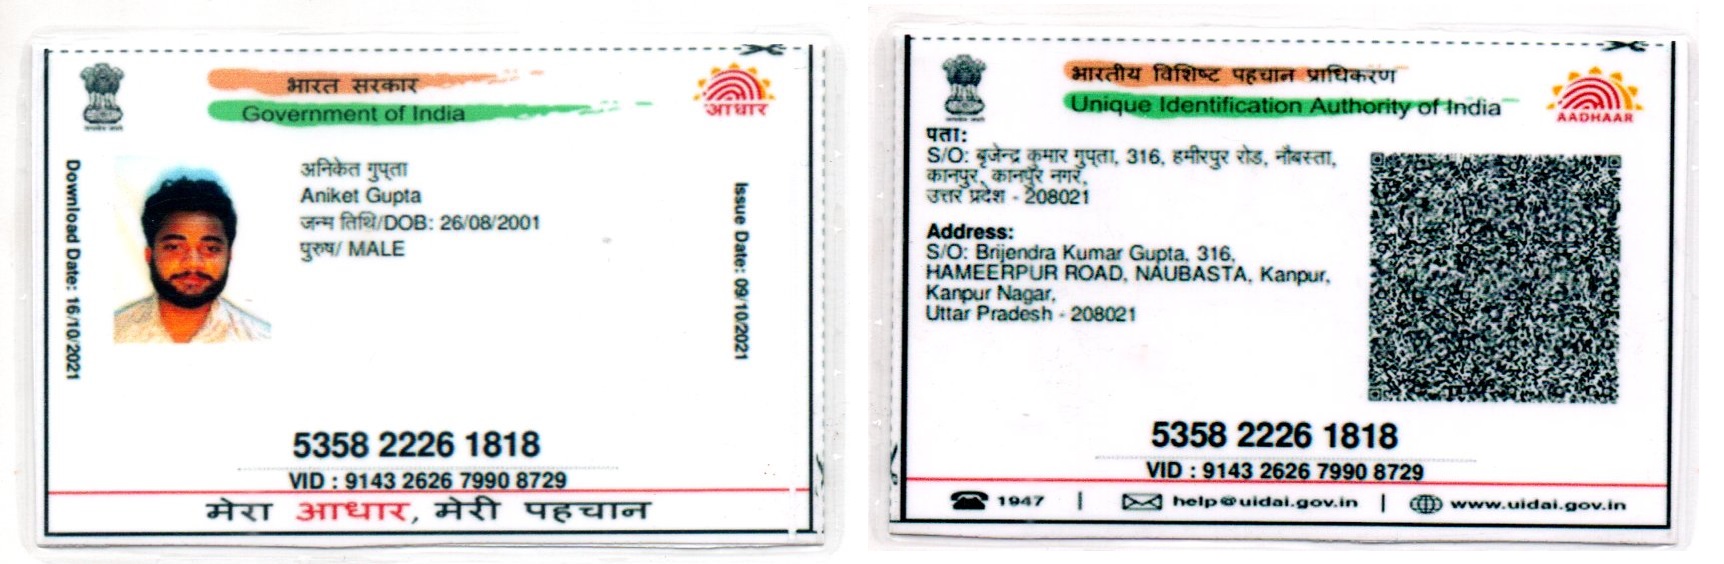 भारत सरकार
Government of India
आधार
Download Date: 16/10/2021
अनिकेत गुप्ता
Aniket Gupta
जन्म तिथि/DOB: 26/08/2001
पुरुष/ MALE
Issue Date: 09/10/2021
5358 2226 1818
VID : 9143 2626 7990 8729
मेरा आधार, मेरी पहचान
भारतीय विशिष्ट पहचान प्राधिकरण
Unique Identification Authority of India
AADHAAR
पता:
S/O: बृजेन्द्र कुमार गुप्ता, 316, हमीरपुर रोड, नौबस्ता,
कानपुर, कानपुर नगर,
उत्तर प्रदेश - 208021
Address:
S/O: Brijendra Kumar Gupta, 316,
HAMEERPUR ROAD, NAUBASTA, Kanpur,
Kanpur Nagar,
Uttar Pradesh - 208021
5358 2226 1818
VID : 9143 2626 7990 8729
1947 | help@uidai.gov.in | www.uidai.gov.in